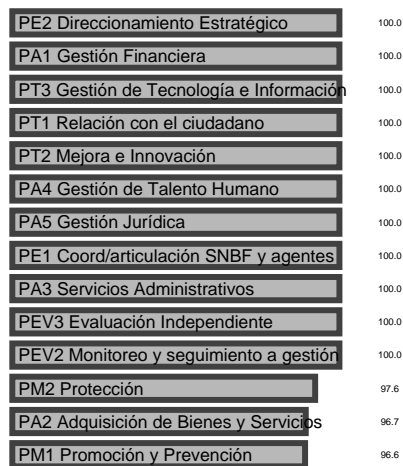 PE2 Direccionamiento Estratégico 100.0
PA1 Gestión Financiera 100.0
PT3 Gestión de Tecnología e Información 100.0
PT1 Relación con el ciudadano 100.0
PT2 Mejora e Innovación 100.0
PA4 Gestión de Talento Humano 100.0
PA5 Gestión Jurídica 100.0
PE1 Coord/articulación SNBF y agentes 100.0
PA3 Servicios Administrativos 100.0
PEV3 Evaluación Independiente 100.0
PEV2 Monitoreo y seguimiento a gestión 100.0
PM2 Protección 97.6
PA2 Adquisición de Bienes y Servicios 96.7
PM1 Promoción y Prevención 96.6